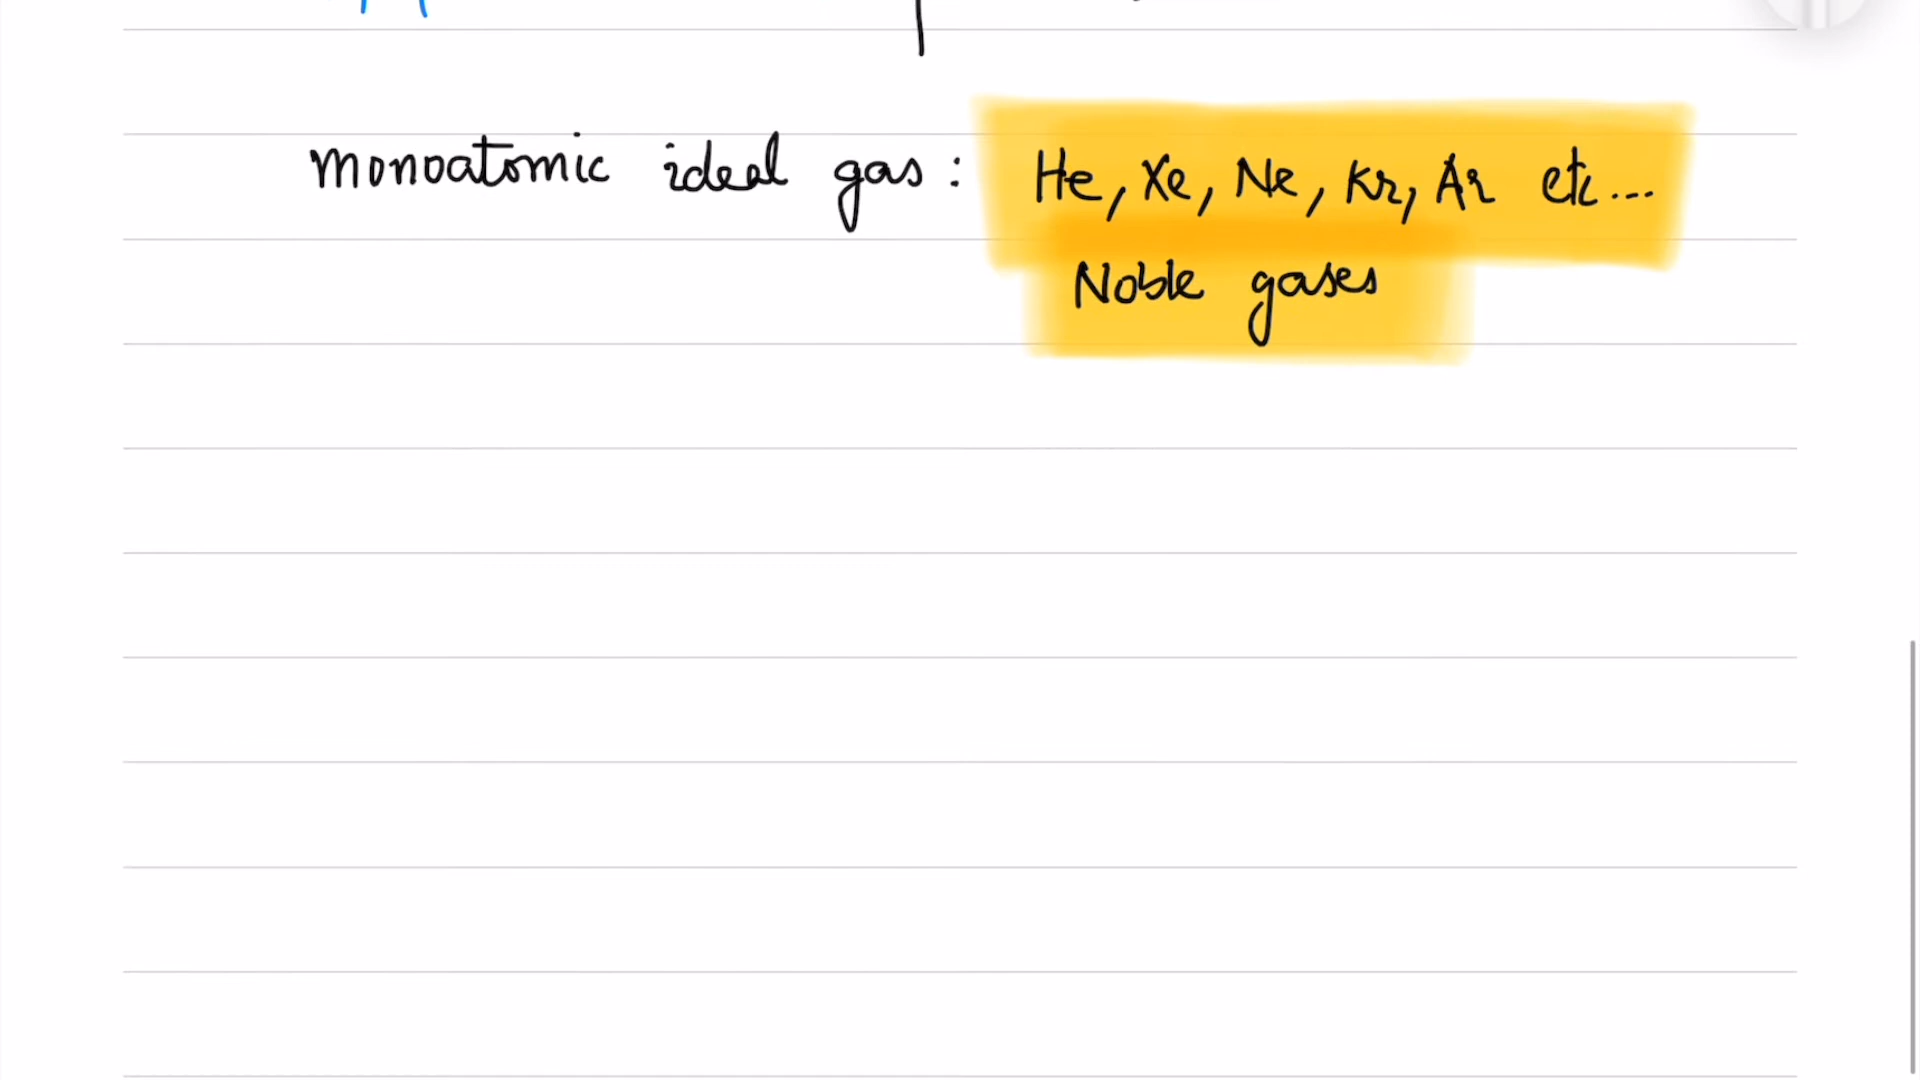 monoatomic ideal gas : He, Xe, Ne, Kr, Ar etc...
Noble gases